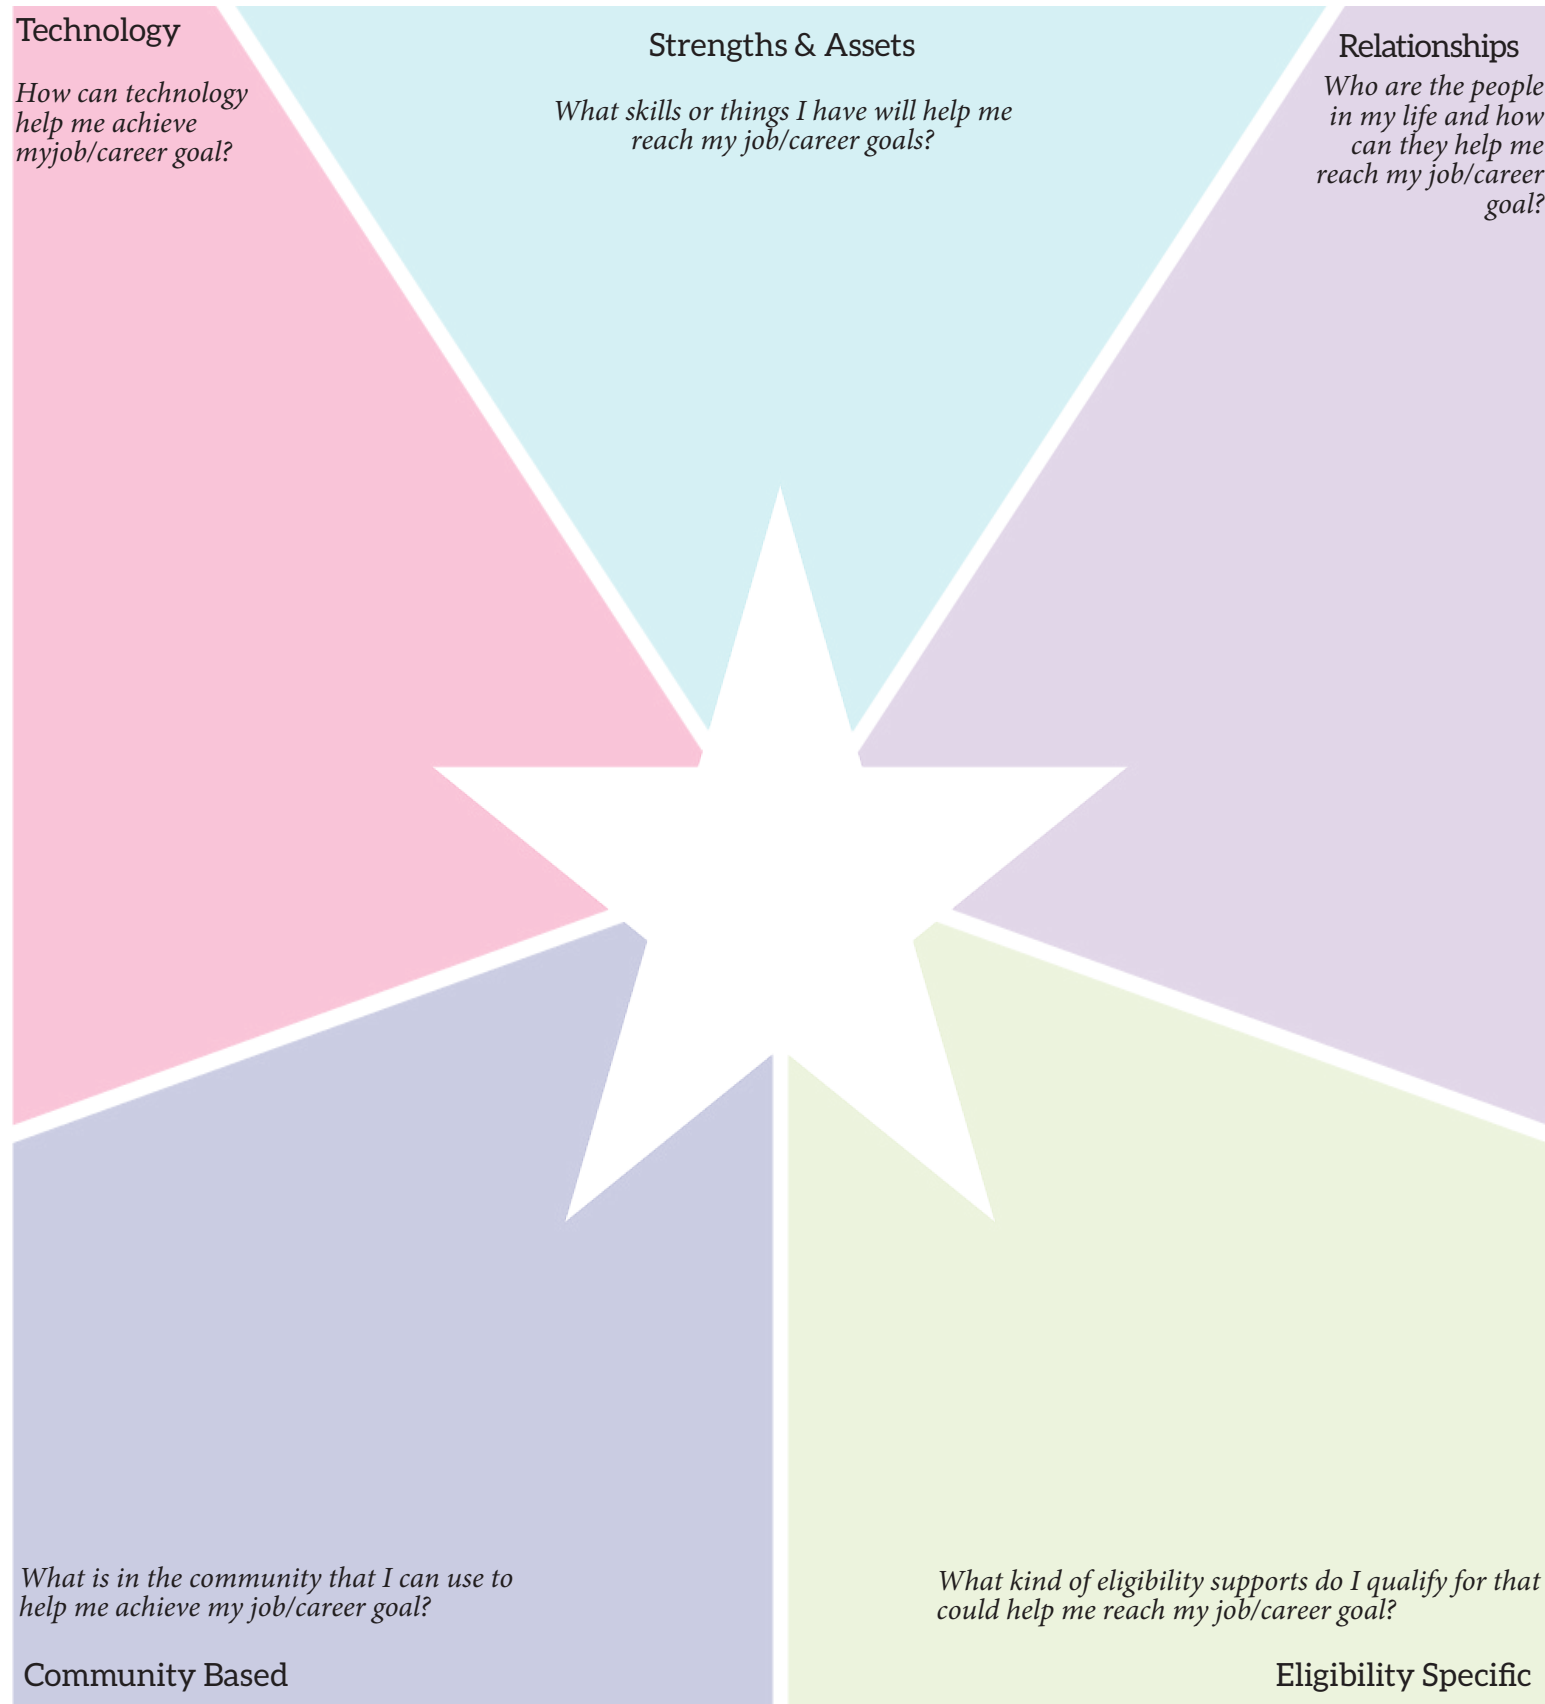 Technology
How can technology
help me achieve
myjob/career goal?
Strengths & Assets
What skills or things I have will help me
reach my job/career goals?
Relationships
Who are the people
in my life and how
can they help me
reach my job/career
goal?
What is in the community that I can use to
help me achieve my job/career goal?
Community Based
What kind of eligibility supports do I qualify for that
could help me reach my job/career goal?
Eligibility Specific